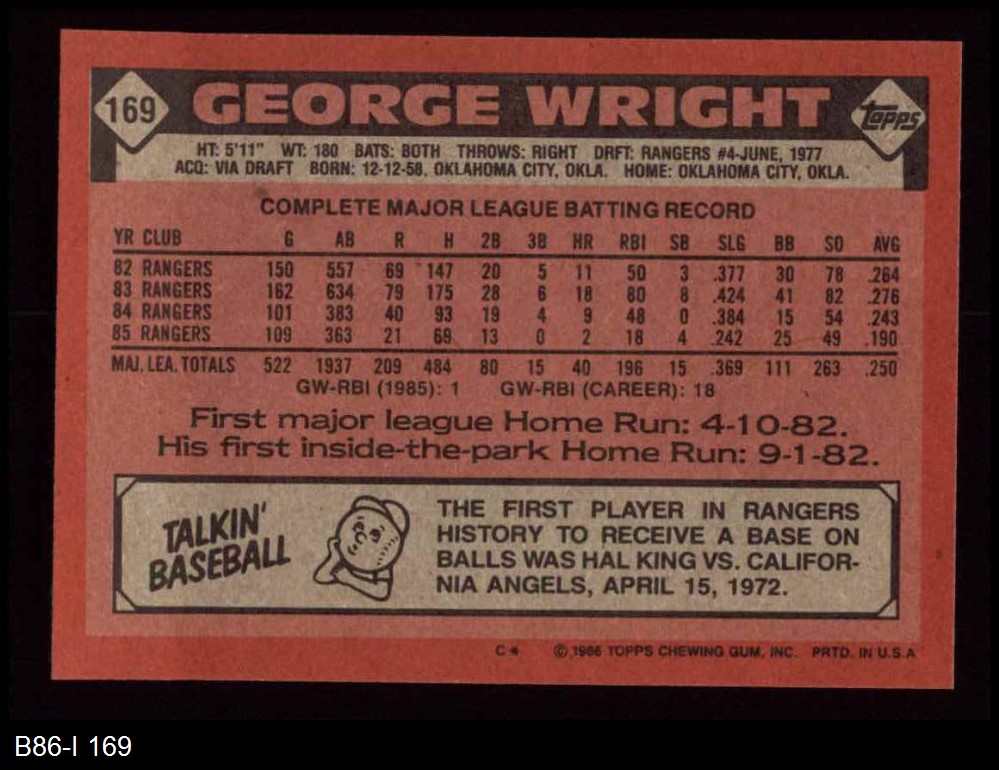 169 GEORGE WRIGHT Topps
HT: 5'11" WT: 180 BATS: BOTH THROWS: RIGHT DRFT: RANGERS #4-JUNE, 1977
ACQ: VIA DRAFT BORN: 12-12-58, OKLAHOMA CITY, OKLA. HOME: OKLAHOMA CITY, OKLA.
COMPLETE MAJOR LEAGUE BATTING RECORD
YR CLUB G AB R H 2B 3B HR RBI SB SLG BB SO AVG
82 RANGERS 150 557 69 147 20 5 11 50 3 .377 30 78 .264
83 RANGERS 162 634 79 175 28 6 18 80 8 .424 41 82 .276
84 RANGERS 101 383 40 93 19 4 9 48 0 .384 15 54 .243
85 RANGERS 109 363 21 69 13 0 2 18 4 .242 25 49 .190
MAJ. LEA. TOTALS 522 1937 209 484 80 15 40 196 15 .369 111 263 .250
GW-RBI (1985): 1 GW-RBI (CAREER): 18
First major league Home Run: 4-10-82.
His first inside-the-park Home Run: 9-1-82.
TALKIN'
BASEBALL
THE FIRST PLAYER IN RANGERS
HISTORY TO RECEIVE A BASE ON
BALLS WAS HAL KING VS. CALIFOR-
NIA ANGELS, APRIL 15, 1972.
C* © 1986 TOPPS CHEWING GUM, INC. PRTD. IN U.S.A
B86-I 169